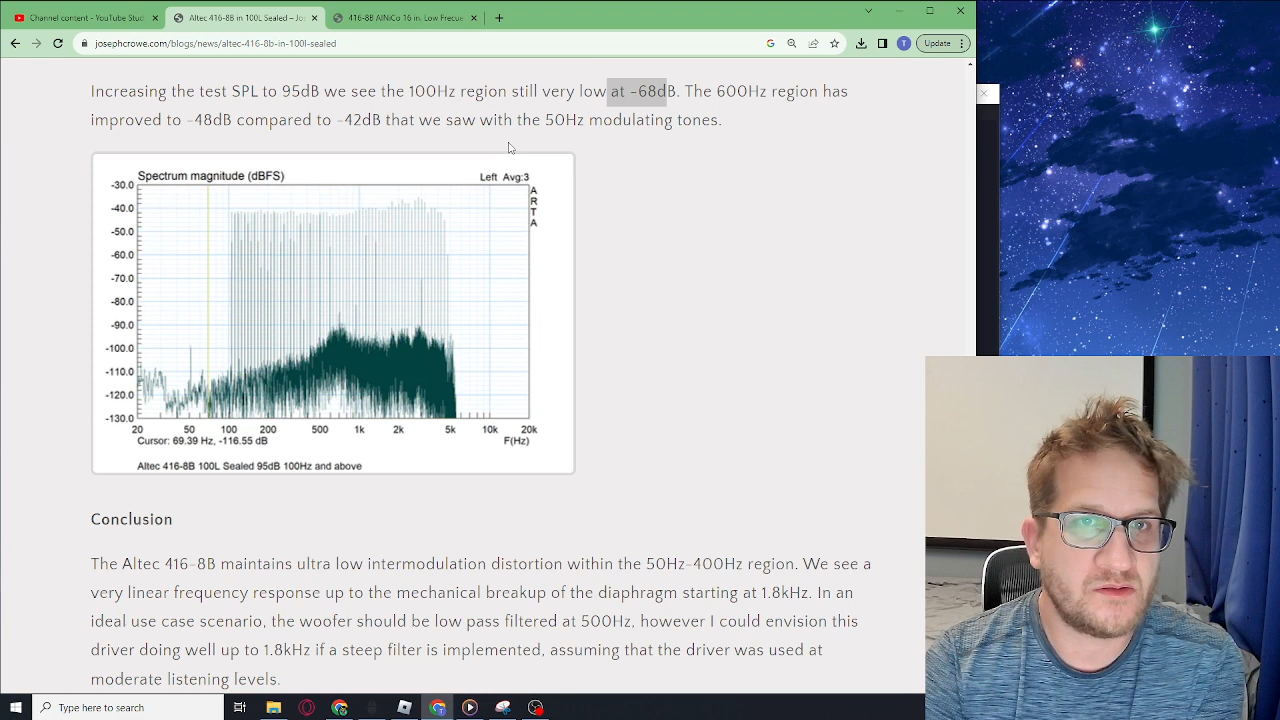 Channel content - YouTube Studio
Altec 416-8B in 100L Sealed – Jos
416-8B AlNiCo 16 in. Low Frecue
josephcrowe.com/blogs/news/altec-416-8b-in-100l-sealed
T
Update
Increasing the test SPL to 95dB we see the 100Hz region still very low at -68dB. The 600Hz region has
improved to -48dB compared to -42dB that we saw with the 50Hz modulating tones.
Spectrum magnitude (dBFS)
Left Avg:3
ARTA
-30.0
-40.0
-50.0
-60.0
-70.0
-80.0
-90.0
-100.0
-110.0
-120.0
-130.0
20 50 100 200 500 1k 2k 5k 10k 20k
Cursor: 69.39 Hz, -116.55 dB
F(Hz)
Altec 416-8B 100L Sealed 95dB 100Hz and above
Conclusion
The Altec 416-8B maintains ultra low intermodulation distortion within the 50Hz-400Hz region. We see a
very linear frequency response up to the mechanical breakup of the diaphragm starting at 1.8kHz. In an
ideal use case scenario, the woofer should be low pass filtered at 500Hz, however I could envision this
driver doing well up to 1.8kHz if a steep filter is implemented, assuming that the driver was used at
moderate listening levels.
Type here to search